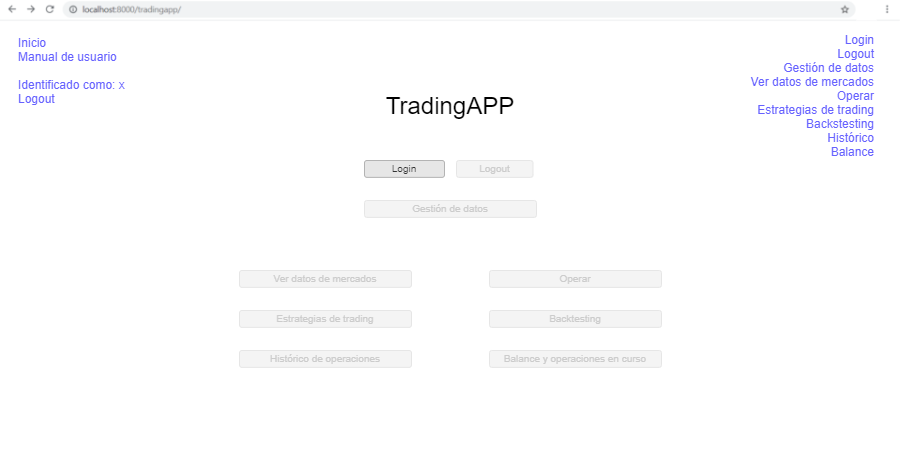 localhost:8000/tradingapp/
Inicio
Manual de usuario
Identificado como: x
Logout
Login
Logout
Gestión de datos
Ver datos de mercados
Operar
Estrategias de trading
Backstesting
Histórico
Balance
TradingAPP
Login Logout
Gestión de datos
Ver datos de mercados Operar
Estrategias de trading Backtesting
Histórico de operaciones Balance y operaciones en curso